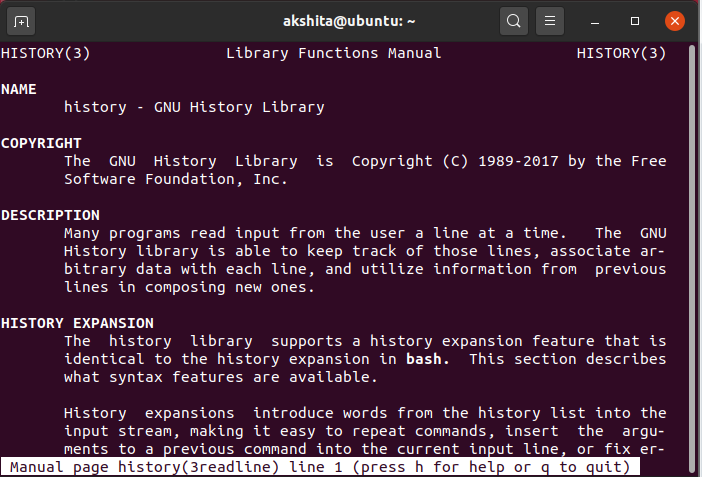 akshita@ubuntu: ~
HISTORY(3) Library Functions Manual HISTORY(3)
NAME
history - GNU History Library
COPYRIGHT
The GNU History Library is Copyright (C) 1989-2017 by the Free
Software Foundation, Inc.
DESCRIPTION
Many programs read input from the user a line at a time. The GNU
History library is able to keep track of those lines, associate ar-
bitrary data with each line, and utilize information from previous
lines in composing new ones.
HISTORY EXPANSION
The history library supports a history expansion feature that is
identical to the history expansion in bash. This section describes
what syntax features are available.
History expansions introduce words from the history list into the
input stream, making it easy to repeat commands, insert the argu-
ments to a previous command into the current input line, or fix er-
Manual page history(3readline) line 1 (press h for help or q to quit)